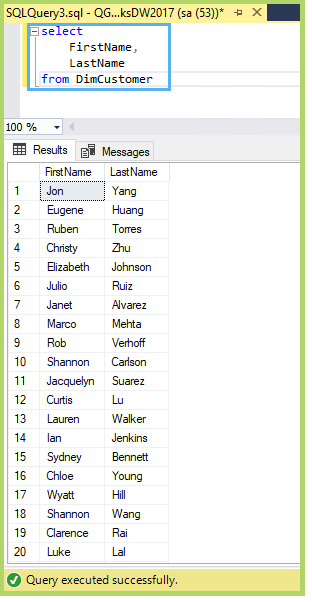 SQLQuery3.sql - QG...ksDW2017 (sa (53))*
select
FirstName,
LastName
from DimCustomer
100 %
Results Messages
FirstName LastName
1 Jon Yang
2 Eugene Huang
3 Ruben Torres
4 Christy Zhu
5 Elizabeth Johnson
6 Julio Ruiz
7 Janet Alvarez
8 Marco Mehta
9 Rob Verhoff
10 Shannon Carlson
11 Jacquelyn Suarez
12 Curtis Lu
13 Lauren Walker
14 Ian Jenkins
15 Sydney Bennett
16 Chloe Young
17 Wyatt Hill
18 Shannon Wang
19 Clarence Rai
20 Luke Lal
Query executed successfully.